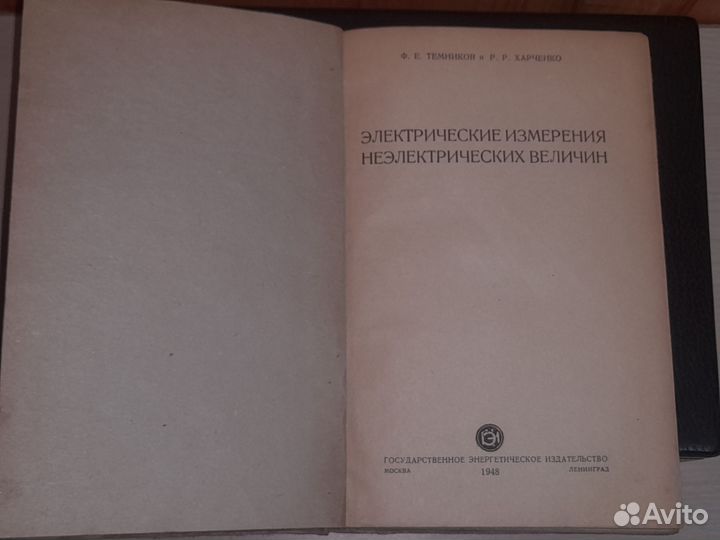 Ф. Е. ТЕМНИКОВ и Р. Р. ХАРЧЕНКО
ЭЛЕКТРИЧЕСКИЕ ИЗМЕРЕНИЯ
НЕЭЛЕКТРИЧЕСКИХ ВЕЛИЧИН
ГОСУДАРСТВЕННОЕ ЭНЕРГЕТИЧЕСКОЕ ИЗДАТЕЛЬСТВО
МОСКВА 1948 ЛЕНИНГРАД
Avito